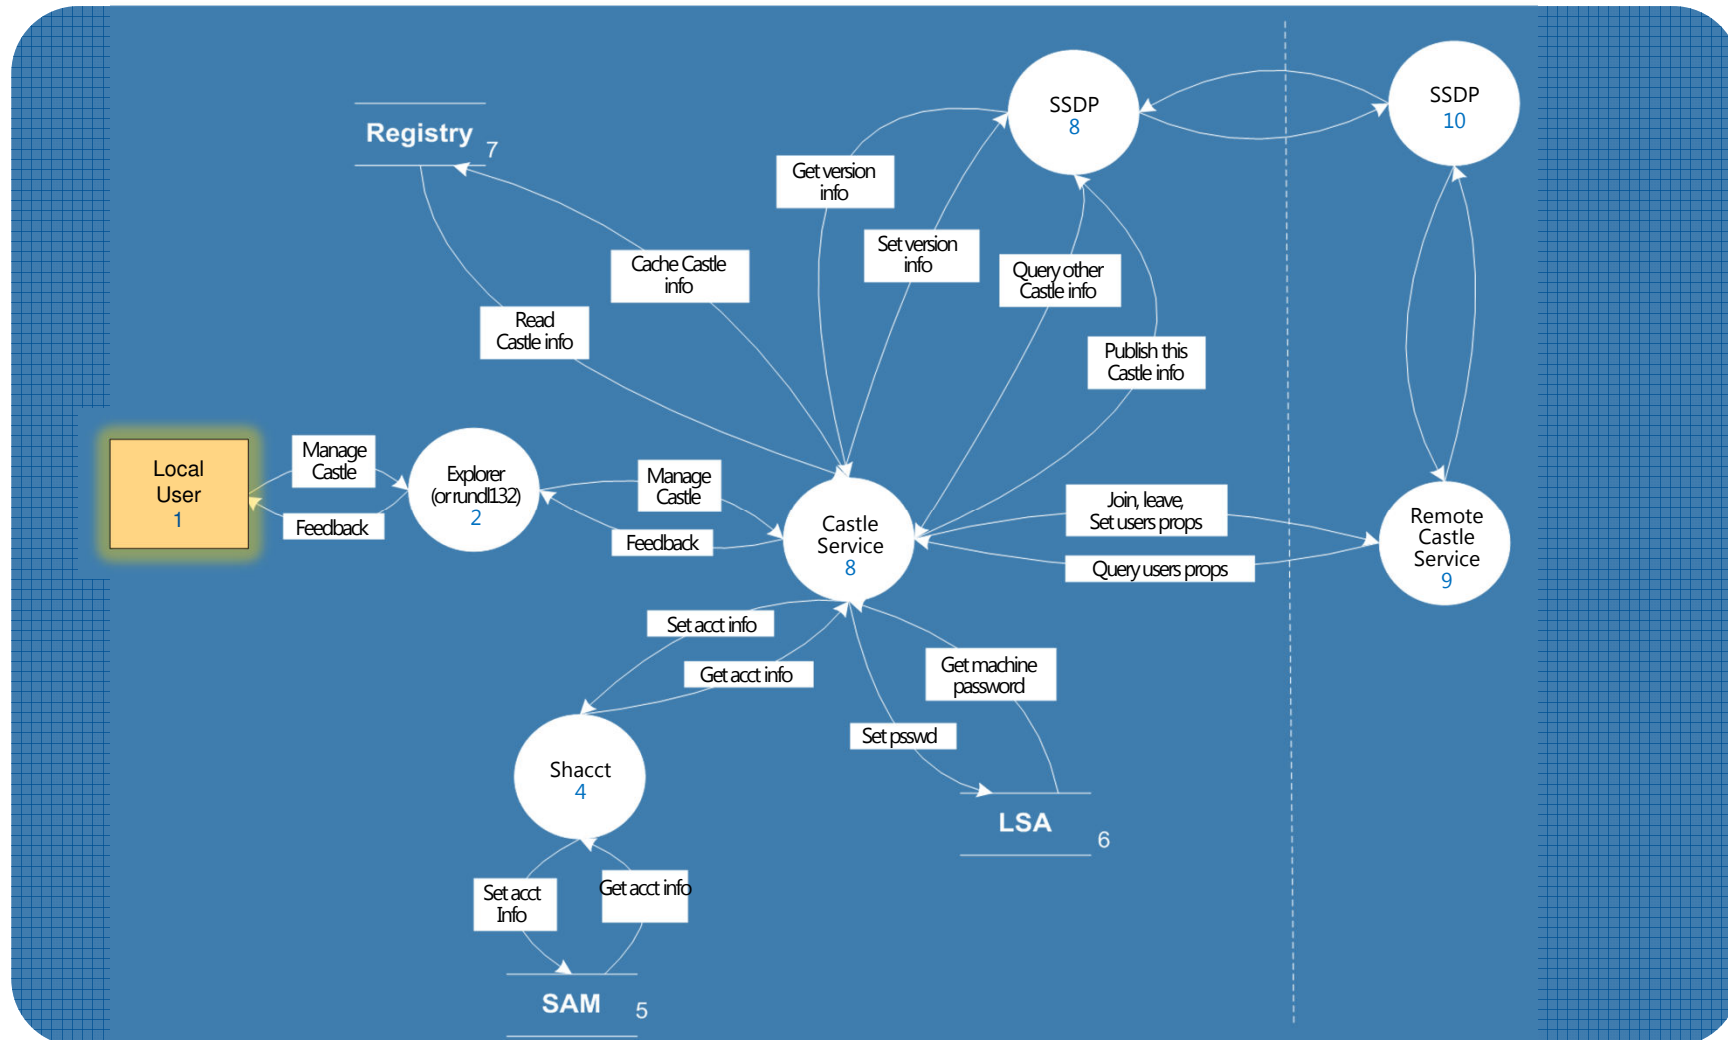 SSDP
8
SSDP
10
Registry
7
Get version
info
Set version
info
Cache Castle
info
Query other
Castle info
Read
Castle info
Publish this
Castle info
Local
User
1
Manage
Castle
Feedback
Explorer
(or rundl132)
2
Manage
Castle
Feedback
Castle
Service
8
Join, leave,
Set users props
Query users props
Remote
Castle
Service
9
Set acct info
Get acct info
Get machine
password
Set psswd
Shacct
4
LSA
6
Set acct
Info
Get acct info
SAM
5